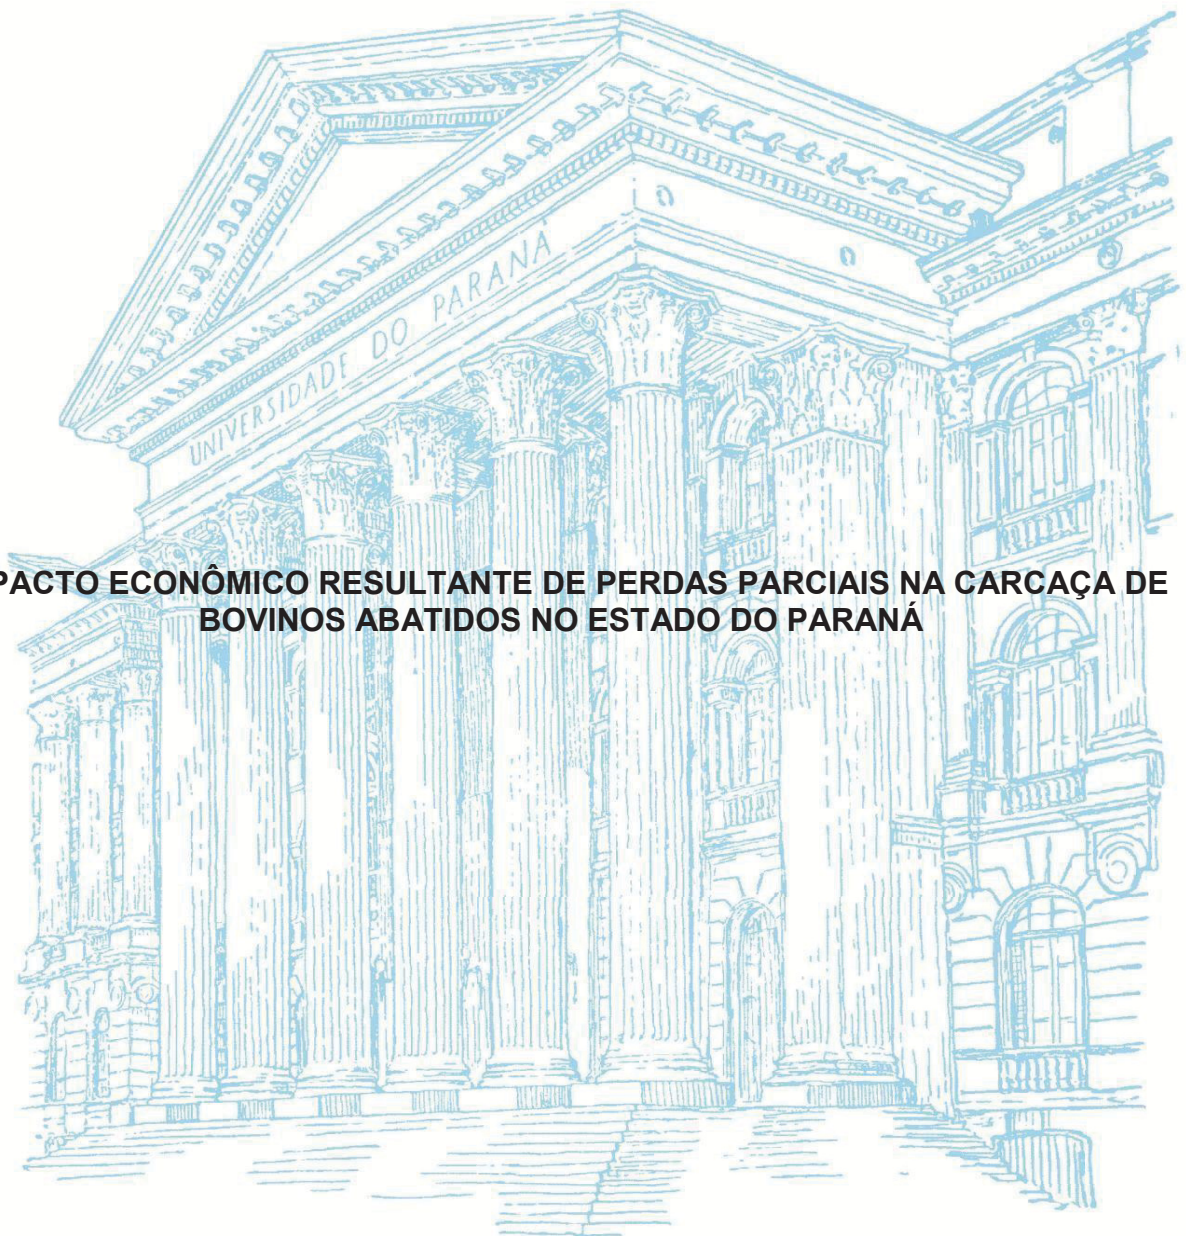 UNIVERSIDADE DO PARANÁ
PACTO ECONÔMICO RESULTANTE DE PERDAS PARCIAIS NA CARCAÇA DE
BOVINOS ABATIDOS NO ESTADO DO PARANÁ